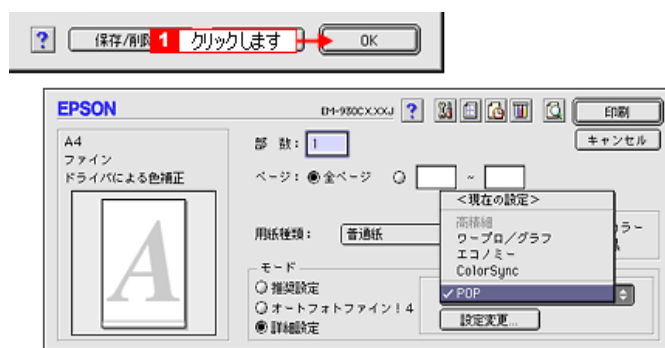 ?
保存/削除
1 クリックします
OK
EPSON
EM-930CX.XXJ ?
印刷
A4
ファイン
ドライバによる色補正
部 数: 1
キャンセル
ページ: 全ページ ~
<現在の設定>
高精細
ワープロ/グラフ
エコノミー
ColorSync
✓POP
用紙種類: 普通紙
カラー
モード
推奨設定
オートフォトファイン!4
詳細設定
設定変更...
A